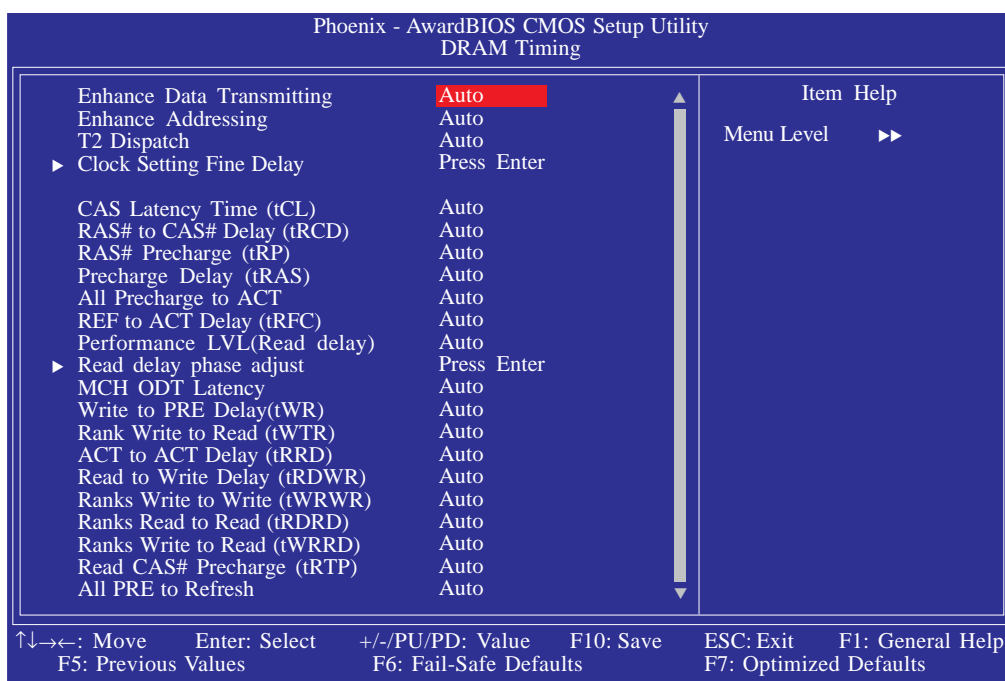 Phoenix - AwardBIOS CMOS Setup Utility
DRAM Timing
Enhance Data Transmitting Auto
Enhance Addressing Auto
T2 Dispatch Auto
▶ Clock Setting Fine Delay Press Enter
CAS Latency Time (tCL) Auto
RAS# to CAS# Delay (tRCD) Auto
RAS# Precharge (tRP) Auto
Precharge Delay (tRAS) Auto
All Precharge to ACT Auto
REF to ACT Delay (tRFC) Auto
Performance LVL(Read delay) Auto
▶ Read delay phase adjust Press Enter
MCH ODT Latency Auto
Write to PRE Delay(tWR) Auto
Rank Write to Read (tWTR) Auto
ACT to ACT Delay (tRRD) Auto
Read to Write Delay (tRDWR) Auto
Ranks Write to Write (tWRWR) Auto
Ranks Read to Read (tRDRD) Auto
Ranks Write to Read (tWRRD) Auto
Read CAS# Precharge (tRTP) Auto
All PRE to Refresh Auto
Item Help
Menu Level ▶▶
↑↓→←: Move Enter: Select +/-/PU/PD: Value F10: Save ESC: Exit F1: General Help
F5: Previous Values F6: Fail-Safe Defaults F7: Optimized Defaults